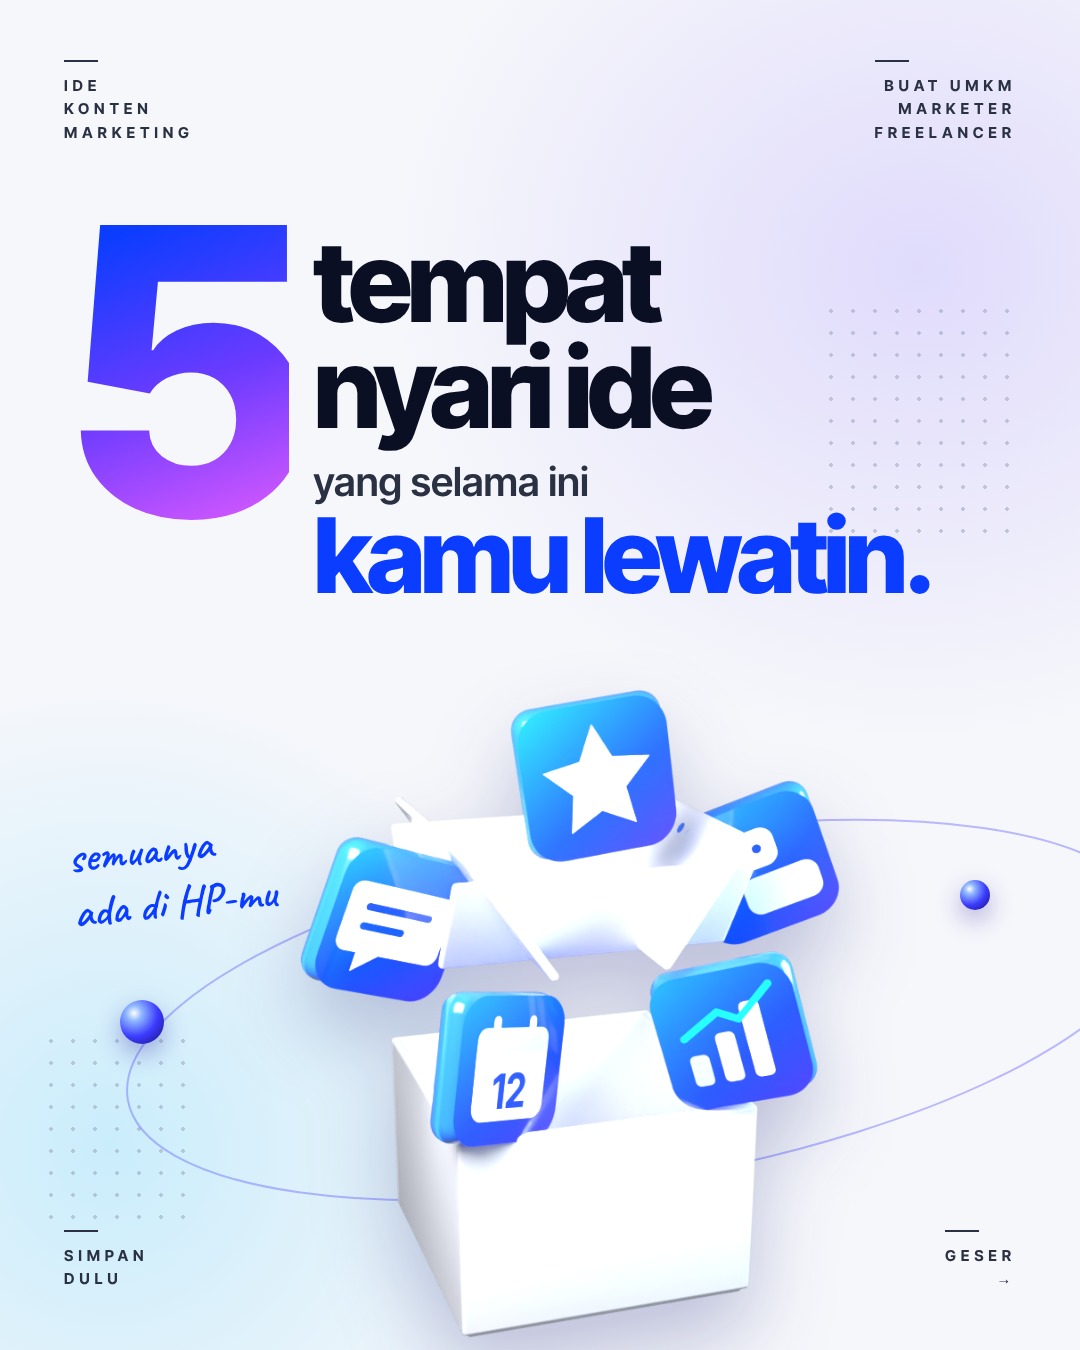 IDE
KONTEN
MARKETING
BUAT UMKM
MARKETER
FREELANCER
5
tempat
nyari ide
yang selama ini
kamu lewatin.
semuanya
ada di HP-mu
12
SIMPAN
DULU
GESER
→